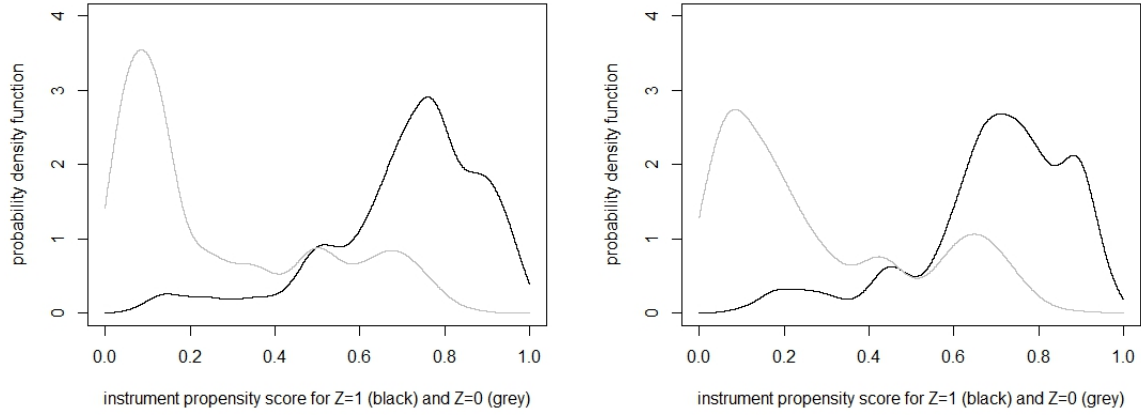 probability density function
4
3
2
1
0
0.0 0.2 0.4 0.6 0.8 1.0
instrument propensity score for Z=1 (black) and Z=0 (grey)
probability density function
4
3
2
1
0
0.0 0.2 0.4 0.6 0.8 1.0
instrument propensity score for Z=1 (black) and Z=0 (grey)